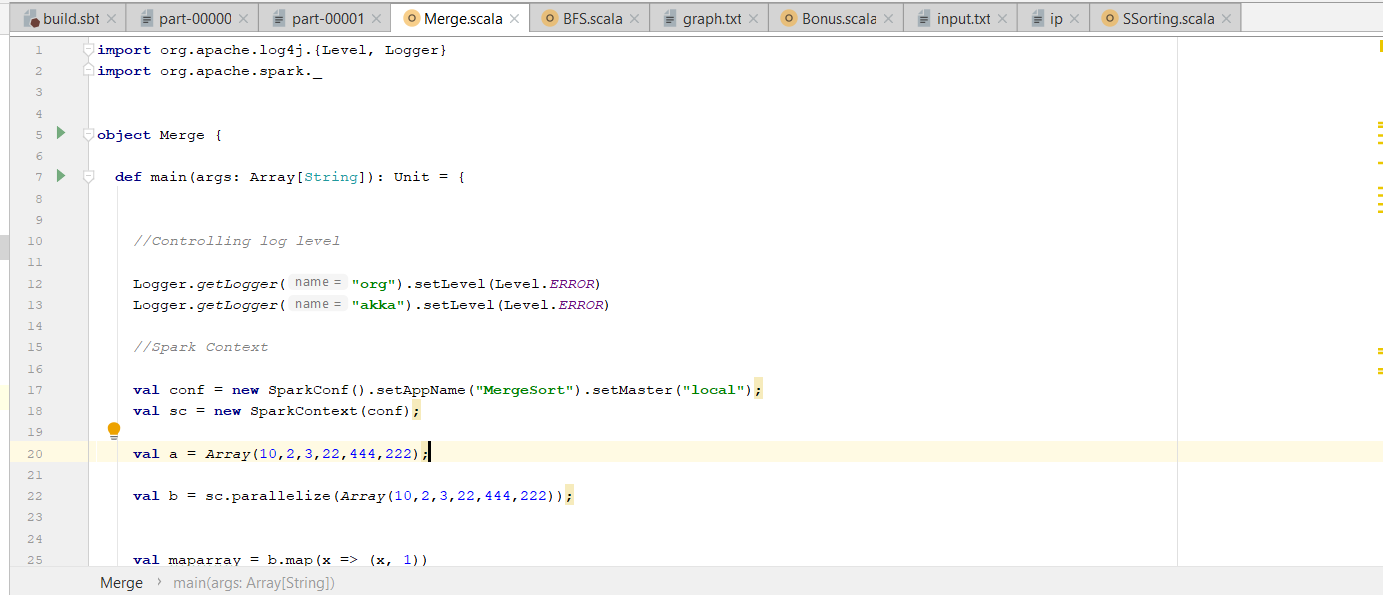 build.sbt part-00000 part-00001 Merge.scala BFS.scala graph.txt Bonus.scala input.txt ip SSorting.scala
1 import org.apache.log4j.{Level, Logger}
2 import org.apache.spark._
3
4
5 object Merge {
6
7 def main(args: Array[String]): Unit = {
8
9
10 //Controlling log level
11
12 Logger.getLogger( name = "org").setLevel(Level.ERROR)
13 Logger.getLogger( name = "akka").setLevel(Level.ERROR)
14
15 //Spark Context
16
17 val conf = new SparkConf().setAppName("MergeSort").setMaster("local");
18 val sc = new SparkContext(conf);
19
20 val a = Array(10,2,3,22,444,222);
21
22 val b = sc.parallelize(Array(10,2,3,22,444,222));
23
24
25 val maparray = b.map(x => (x, 1))
Merge › main(args: Array[String])